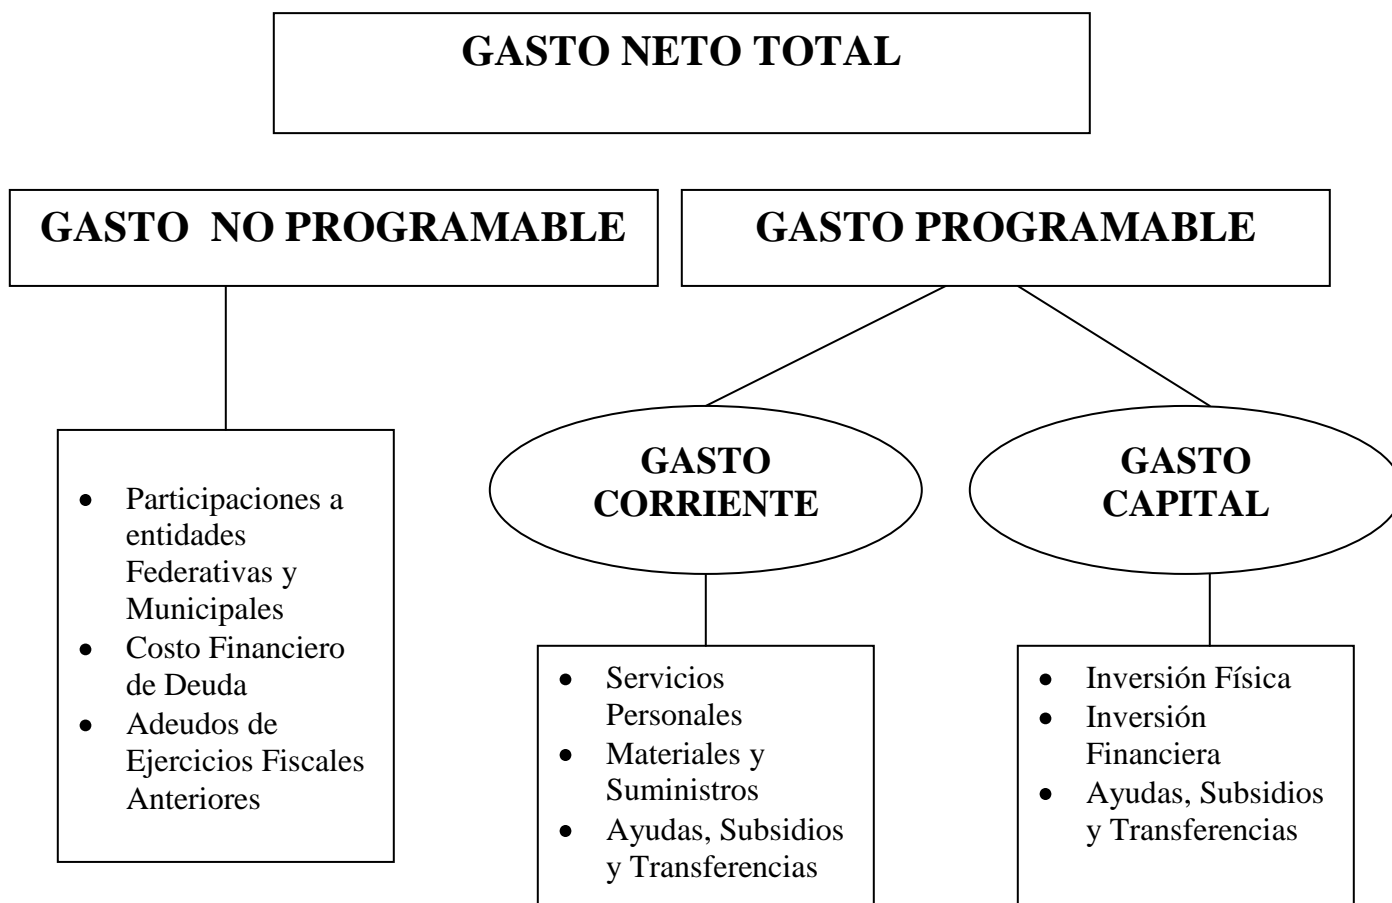 GASTO NETO TOTAL
GASTO NO PROGRAMABLE
GASTO PROGRAMABLE
• Participaciones a
entidades
Federativas y
Municipales
• Costo Financiero
de Deuda
• Adeudos de
Ejercicios Fiscales
Anteriores
GASTO
CORRIENTE
• Servicios
Personales
• Materiales y
Suministros
• Ayudas, Subsidios
y Transferencias
GASTO
CAPITAL
• Inversión Física
• Inversión
Financiera
• Ayudas, Subsidios
y Transferencias